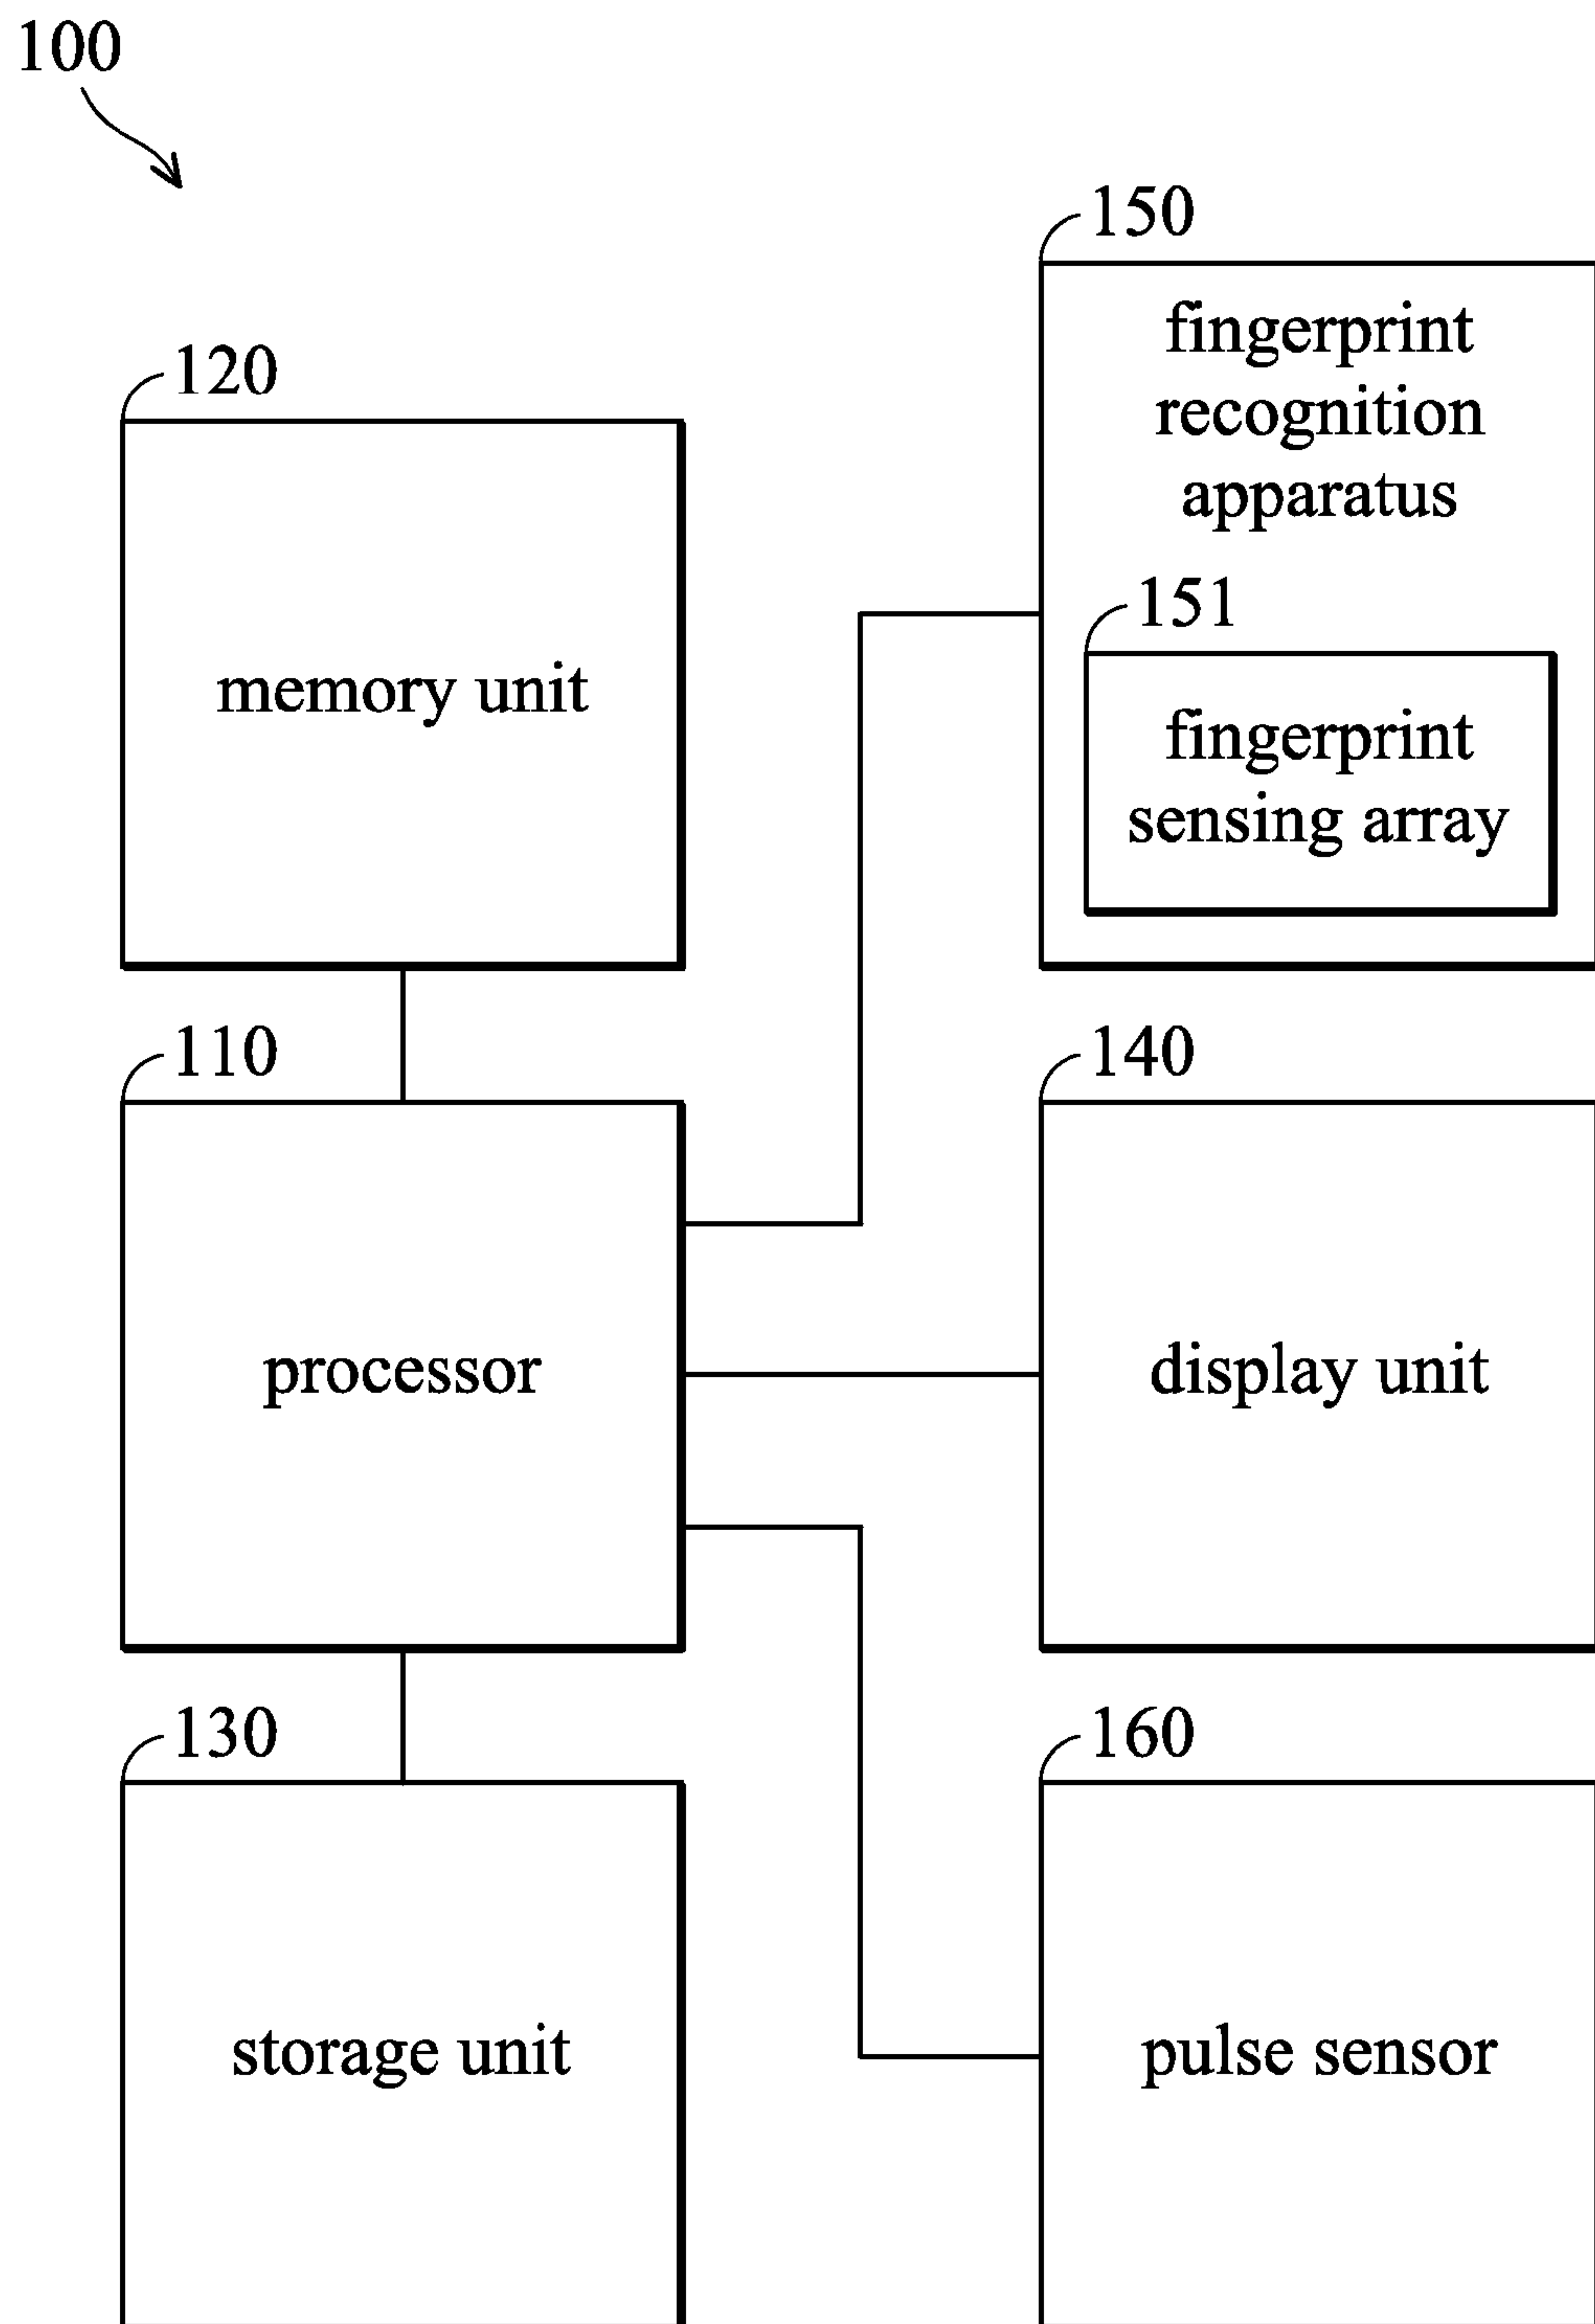 100
150
fingerprint
recognition
apparatus
151
fingerprint
sensing array
120
memory unit
110
processor
140
display unit
130
storage unit
160
pulse sensor